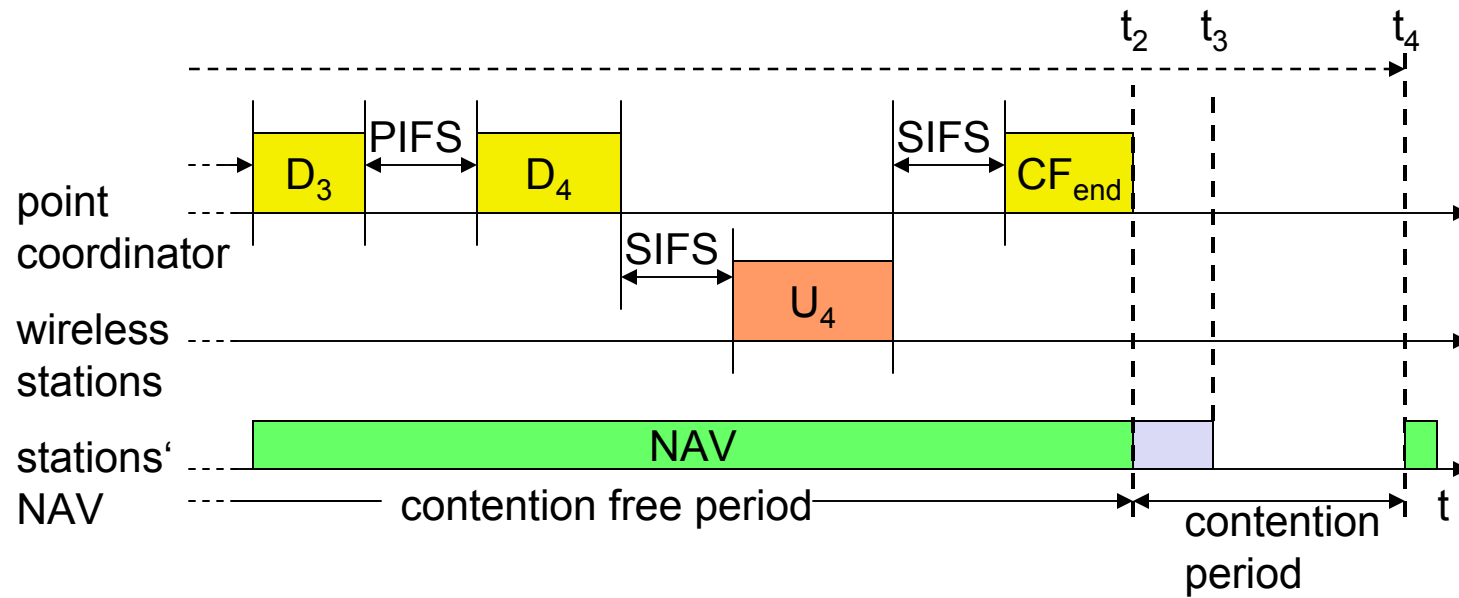 t₂ t₃ t₄
PIFS SIFS
D₃ D₄ CFend
point
coordinator
SIFS
U₄
wireless
stations
NAV
stations‘
NAV
contention free period
t
contention
period